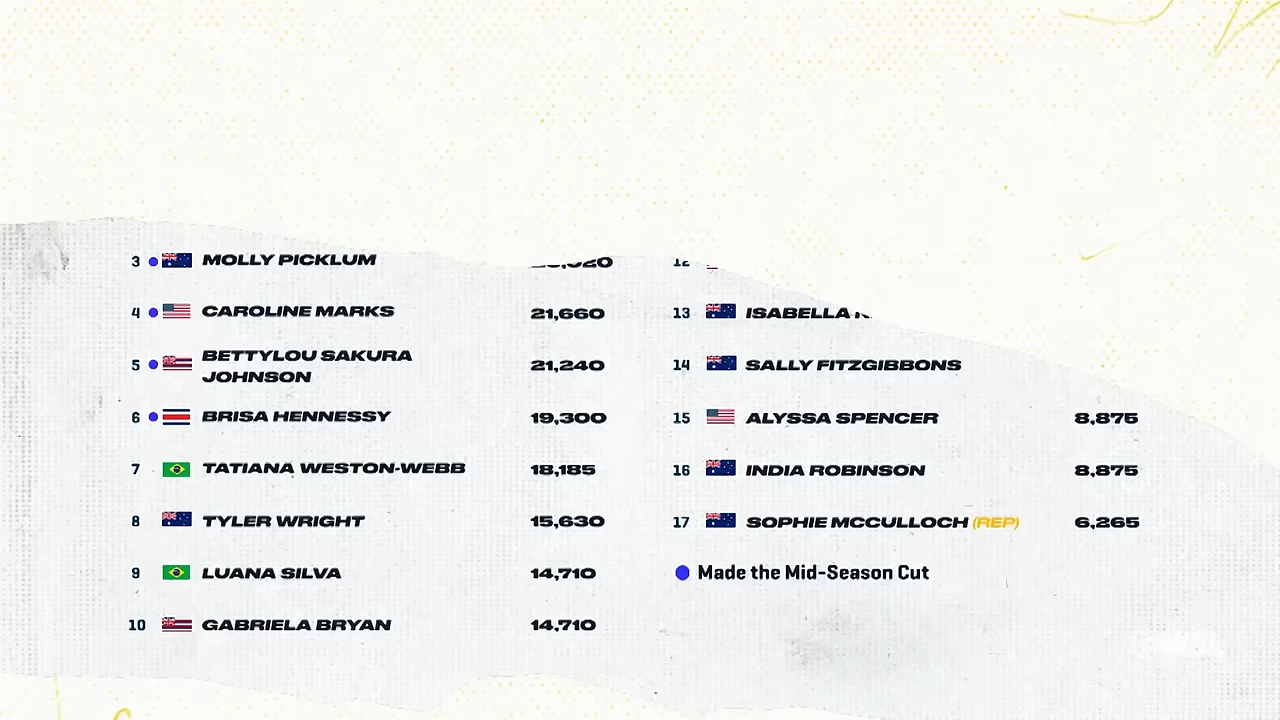 3 MOLLY PICKLUM
4 CAROLINE MARKS 21,660
5 BETTYLOU SAKURA
JOHNSON 21,240
6 BRISA HENNESSY 19,300
7 TATIANA WESTON-WEBB 18,185
8 TYLER WRIGHT 15,630
9 LUANA SILVA 14,710
10 GABRIELA BRYAN 14,710
12
13 ISABELLA
14 SALLY FITZGIBBONS
15 ALYSSA SPENCER 8,875
16 INDIA ROBINSON 8,875
17 SOPHIE MCCULLOCH (REP) 6,265
Made the Mid-Season Cut